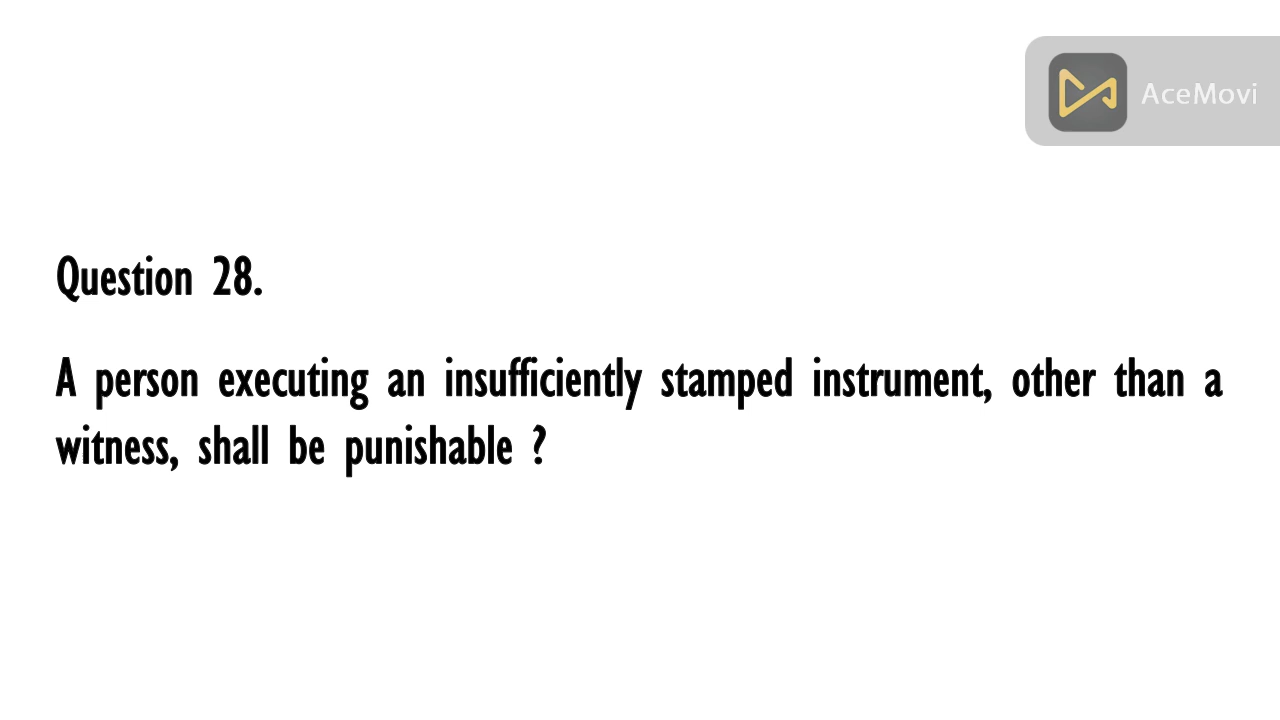 AceMovi
Question 28.
A person executing an insufficiently stamped instrument, other than a
witness, shall be punishable ?